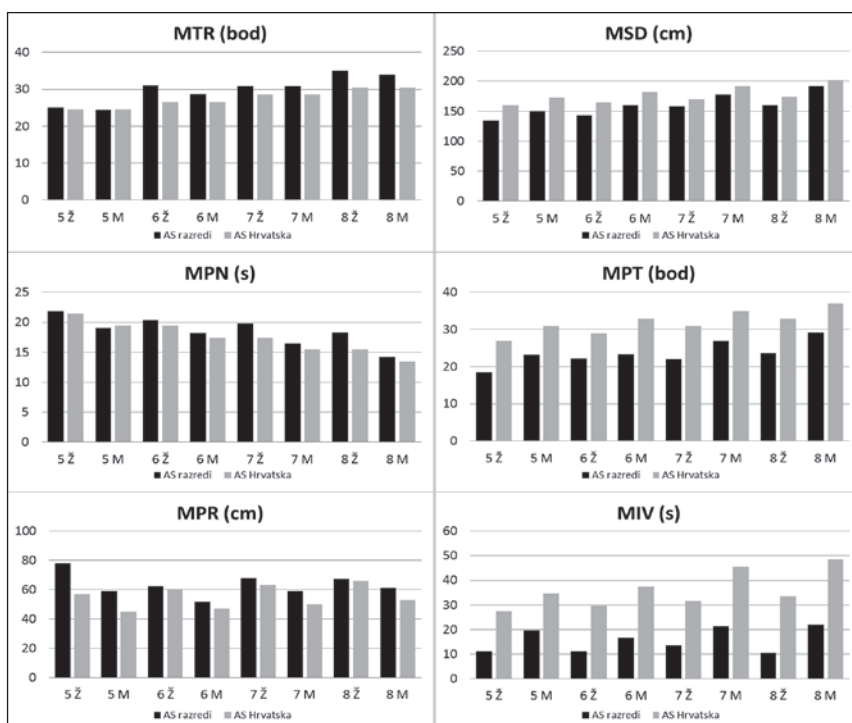 MTR (bod)
40
30
20
10
0
5 Ž 5 M 6 Ž 6 M 7 Ž 7 M 8 Ž 8 M
AS razredi AS Hrvatska
MSD (cm)
250
200
150
100
50
0
5 Ž 5 M 6 Ž 6 M 7 Ž 7 M 8 Ž 8 M
AS razredi AS Hrvatska
MPN (s)
25
20
15
10
5
0
5 Ž 5 M 6 Ž 6 M 7 Ž 7 M 8 Ž 8 M
AS razredi AS Hrvatska
MPT (bod)
40
30
20
10
0
5 Ž 5 M 6 Ž 6 M 7 Ž 7 M 8 Ž 8 M
AS razredi AS Hrvatska
MPR (cm)
100
80
60
40
20
0
5 Ž 5 M 6 Ž 6 M 7 Ž 7 M 8 Ž 8 M
AS razredi AS Hrvatska
MIV (s)
60
50
40
30
20
10
0
5 Ž 5 M 6 Ž 6 M 7 Ž 7 M 8 Ž 8 M
AS razredi AS Hrvatska